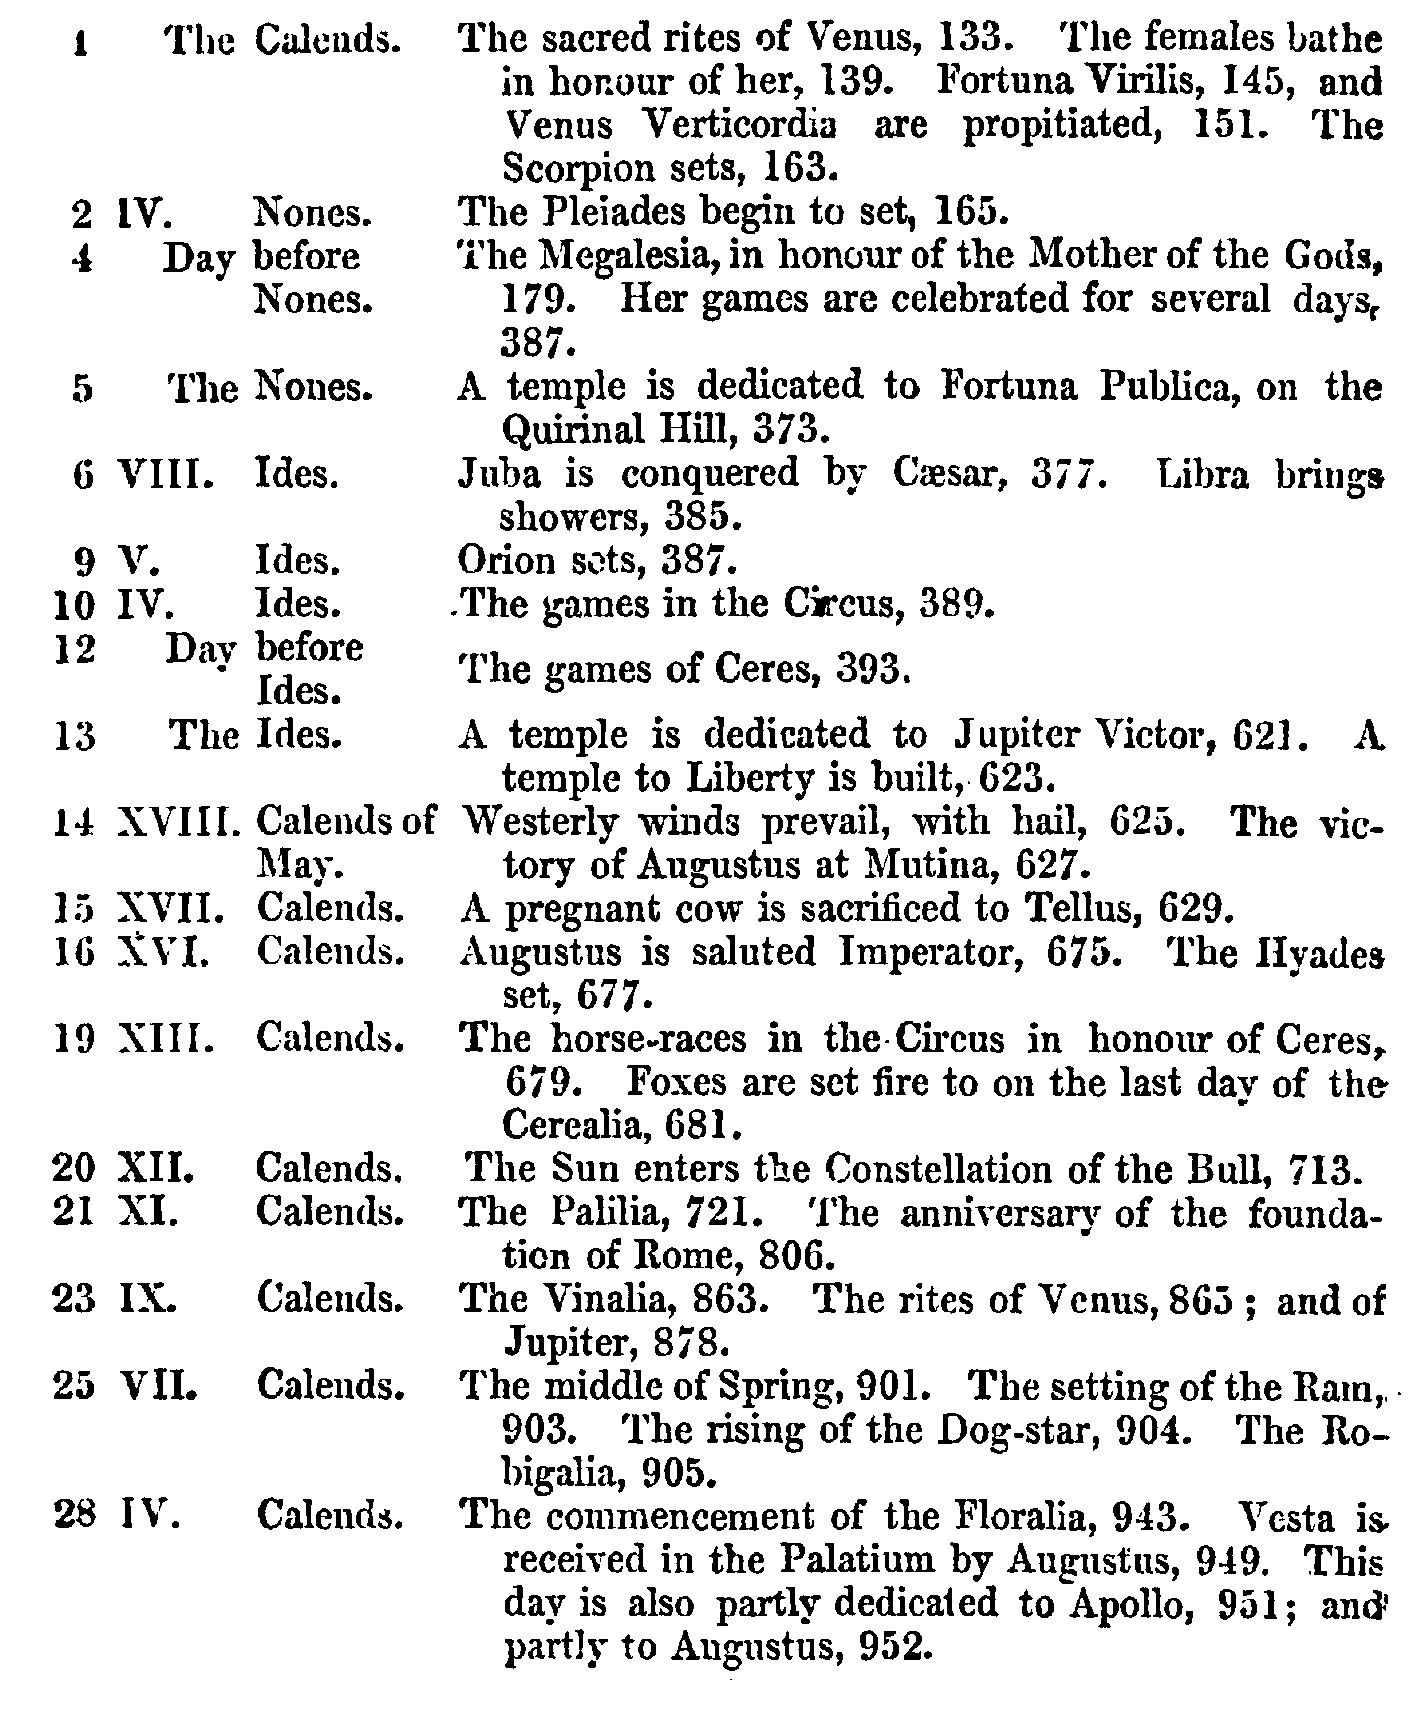 1 The Calends. The sacred rites of Venus, 133. The females bathe
in honour of her, 139. Fortuna Virilis, 145, and
Venus Verticordia are propitiated, 151. The
Scorpion sets, 163.
2 IV. Nones. The Pleiades begin to set, 165.
4 Day before The Megalesia, in honour of the Mother of the Gods,
Nones. 179. Her games are celebrated for several days,
387.
5 The Nones. A temple is dedicated to Fortuna Publica, on the
Quirinal Hill, 373.
6 VIII. Ides. Juba is conquered by Cæsar, 377. Libra brings
showers, 385.
9 V. Ides. Orion sets, 387.
10 IV. Ides. The games in the Circus, 389.
12 Day before
Ides. The games of Ceres, 393.
13 The Ides. A temple is dedicated to Jupiter Victor, 621. A
temple to Liberty is built, 623.
14 XVIII. Calends of Westerly winds prevail, with hail, 625. The vic-
May. tory of Augustus at Mutina, 627.
15 XVII. Calends. A pregnant cow is sacrificed to Tellus, 629.
16 XVI. Calends. Augustus is saluted Imperator, 675. The Hyades
set, 677.
19 XIII. Calends. The horse-races in the Circus in honour of Ceres,
679. Foxes are set fire to on the last day of the
Cerealia, 681.
20 XII. Calends. The Sun enters the Constellation of the Bull, 713.
21 XI. Calends. The Palilia, 721. The anniversary of the founda-
tion of Rome, 806.
23 IX. Calends. The Vinalia, 863. The rites of Venus, 865; and of
Jupiter, 878.
25 VII. Calends. The middle of Spring, 901. The setting of the Ram,
903. The rising of the Dog-star, 904. The Ro-
bigalia, 905.
28 IV. Calends. The commencement of the Floralia, 943. Vesta is
received in the Palatium by Augustus, 949. This
day is also partly dedicated to Apollo, 951; and
partly to Augustus, 952.